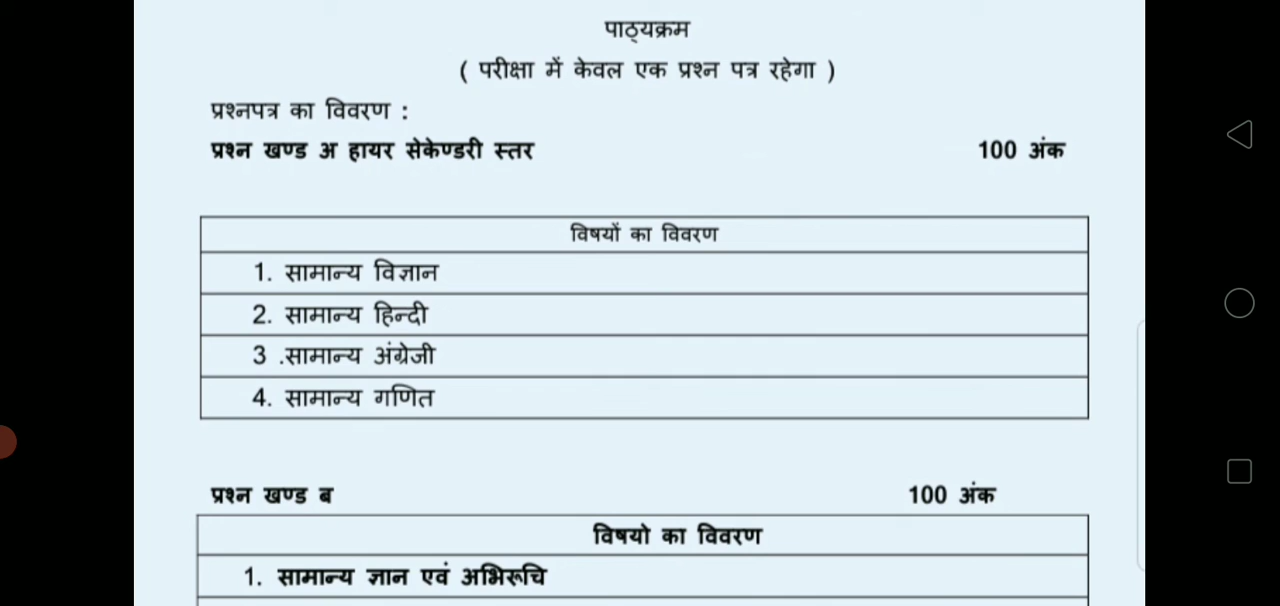 पाठ्यक्रम
( परीक्षा में केवल एक प्रश्न पत्र रहेगा )
प्रश्नपत्र का विवरण :
प्रश्न खण्ड अ हायर सेकेण्डरी स्तर 100 अंक
विषयों का विवरण
1. सामान्य विज्ञान
2. सामान्य हिन्दी
3 .सामान्य अंग्रेजी
4. सामान्य गणित
प्रश्न खण्ड ब 100 अंक
विषयो का विवरण
1. सामान्य ज्ञान एवं अभिरूचि